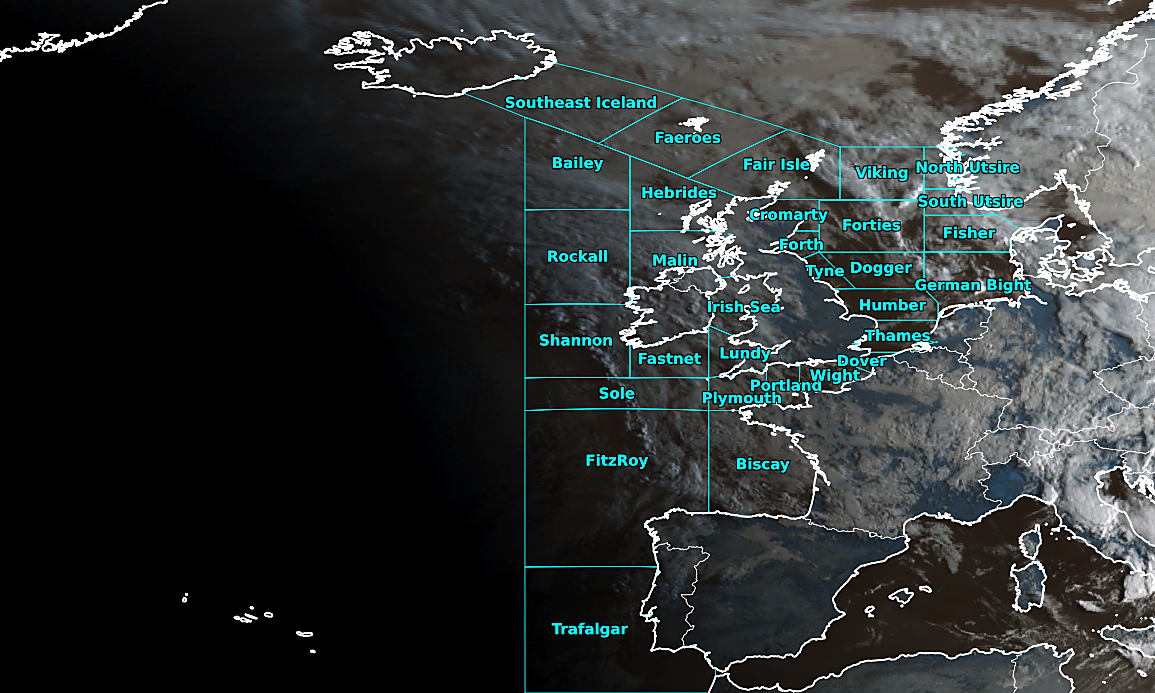 Southeast Iceland
Faeroes
Bailey
Fair Isle
Viking
North Utsire
Hebrides
South Utsire
Cromarty
Forties
Fisher
Forth
Rockall
Malin
Tyne
Dogger
German Bight
Irish Sea
Humber
Shannon
Thames
Fastnet
Lundy
Dover
Wight
Portland
Sole
Plymouth
FitzRoy
Biscay
Trafalgar